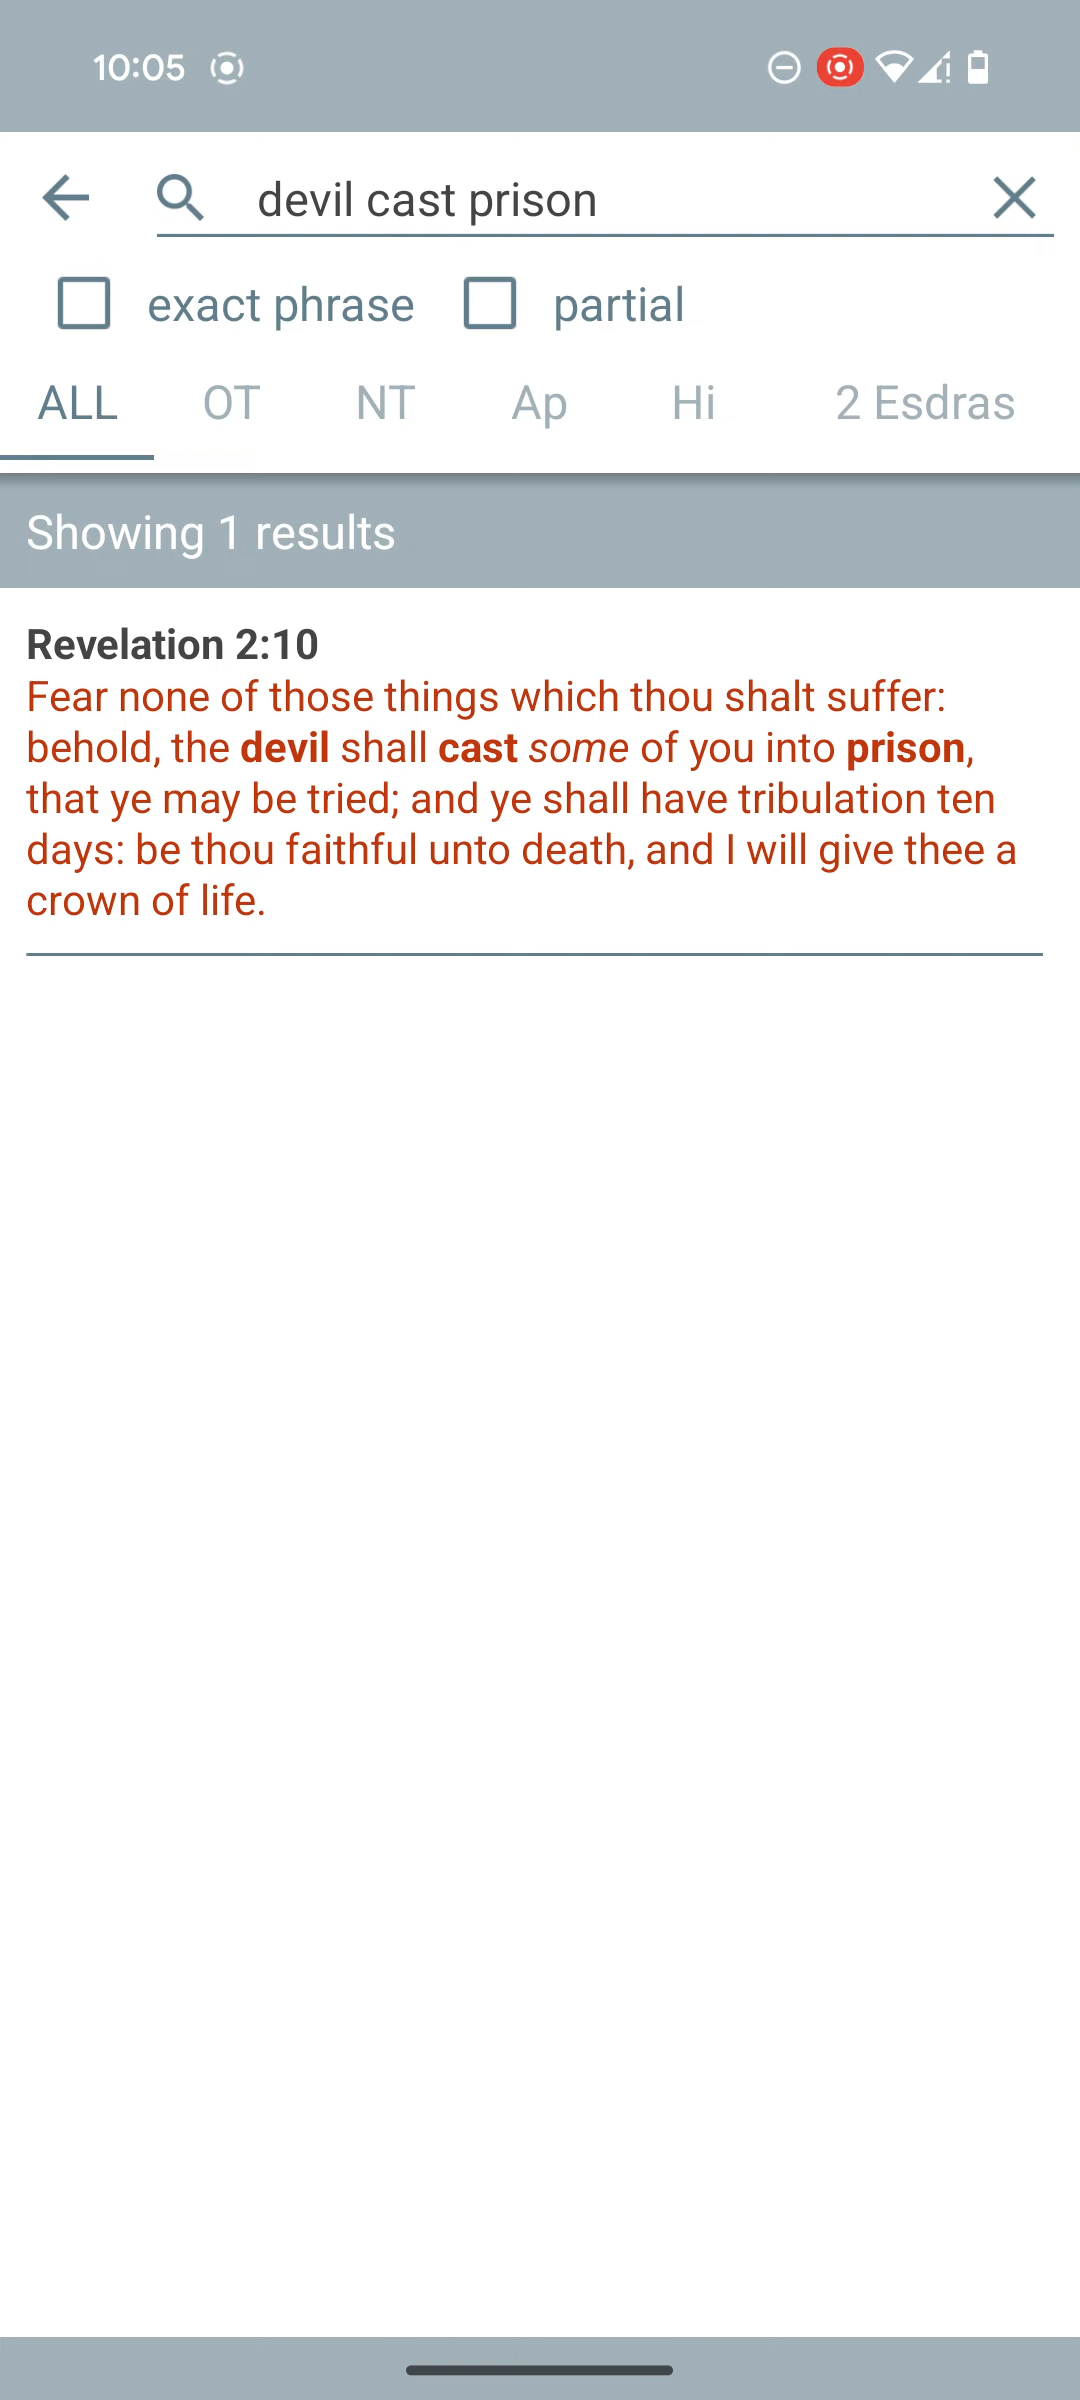 10:05
devil cast prison
exact phrase partial
ALL OT NT Ap Hi 2 Esdras
Showing 1 results
Revelation 2:10
Fear none of those things which thou shalt suffer:
behold, the devil shall cast some of you into prison,
that ye may be tried; and ye shall have tribulation ten
days: be thou faithful unto death, and I will give thee a
crown of life.